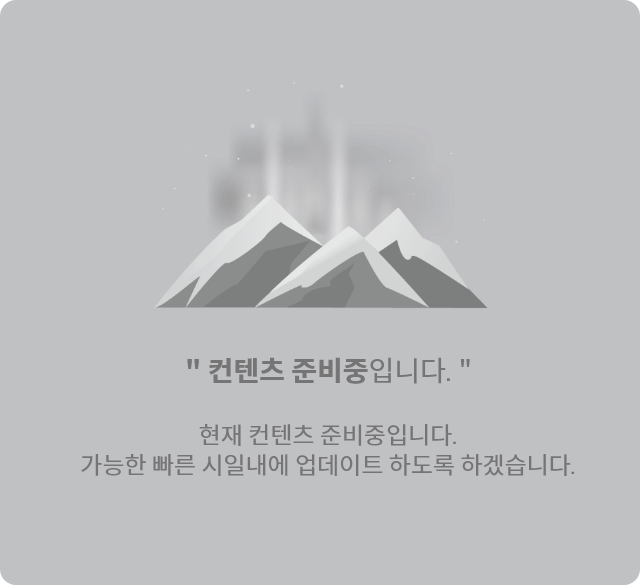 " 컨텐츠 준비중입니다. "
현재 컨텐츠 준비중입니다.
가능한 빠른 시일내에 업데이트 하도록 하겠습니다.